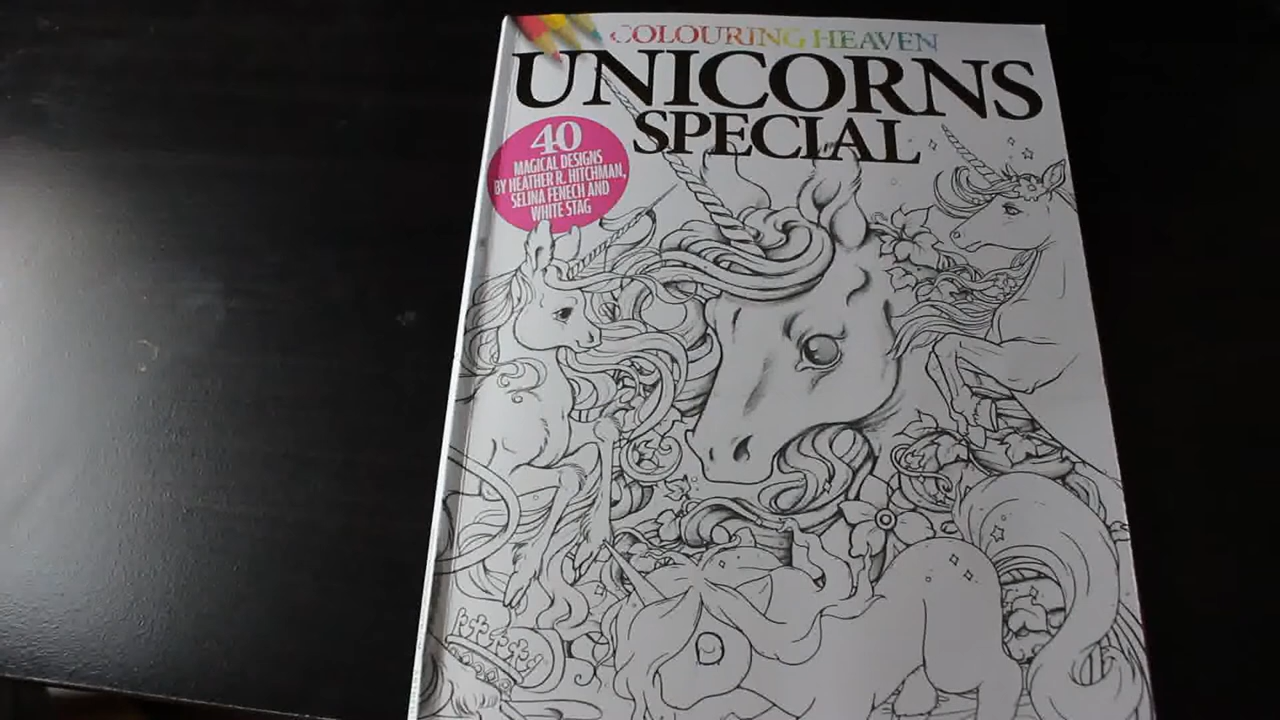 COLOURING HEAVEN
UNICORNS
SPECIAL
40
MAGICAL DESIGNS
BY HEATHER R. HITCHMAN,
SELINA FENECH AND
WHITE STAG